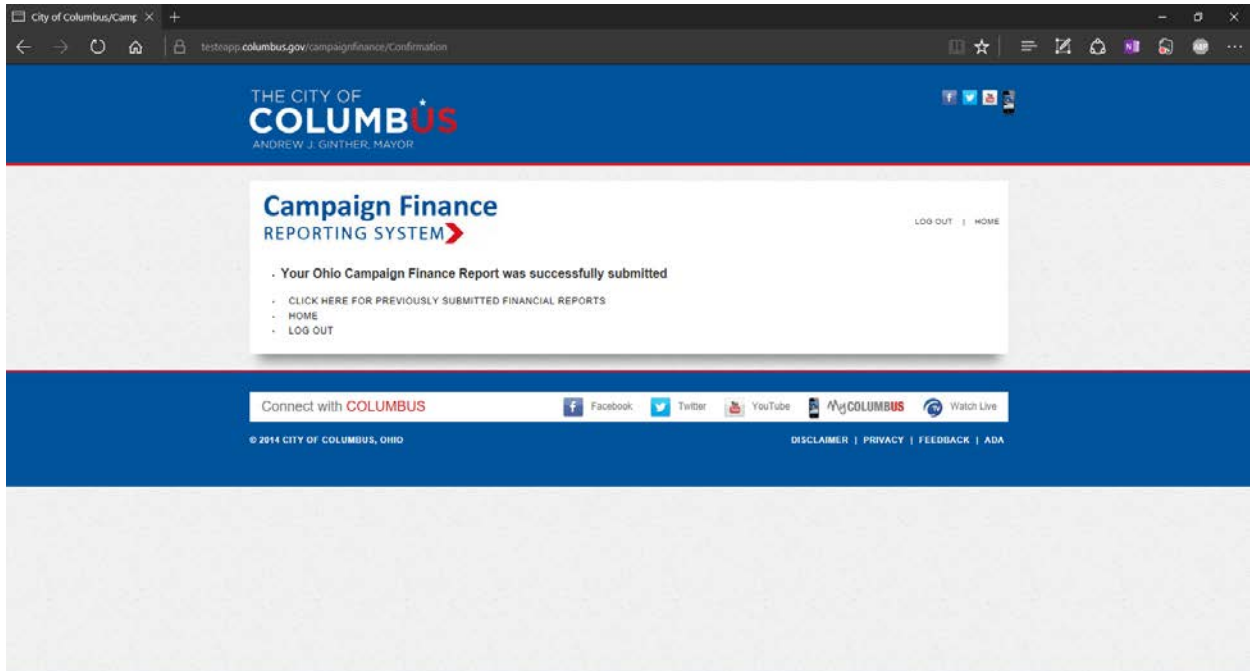 City of Columbus/Camp
testeapp.columbus.gov/campaignfinance/Confirmation
THE CITY OF
COLUMBUS
ANDREW J. GINTHER, MAYOR
Campaign Finance
REPORTING SYSTEM
LOG OUT | HOME
Your Ohio Campaign Finance Report was successfully submitted
CLICK HERE FOR PREVIOUSLY SUBMITTED FINANCIAL REPORTS
HOME
LOG OUT
Connect with COLUMBUS Facebook Twitter YouTube MyCOLUMBUS Watch Live
© 2014 CITY OF COLUMBUS, OHIO DISCLAIMER | PRIVACY | FEEDBACK | ADA